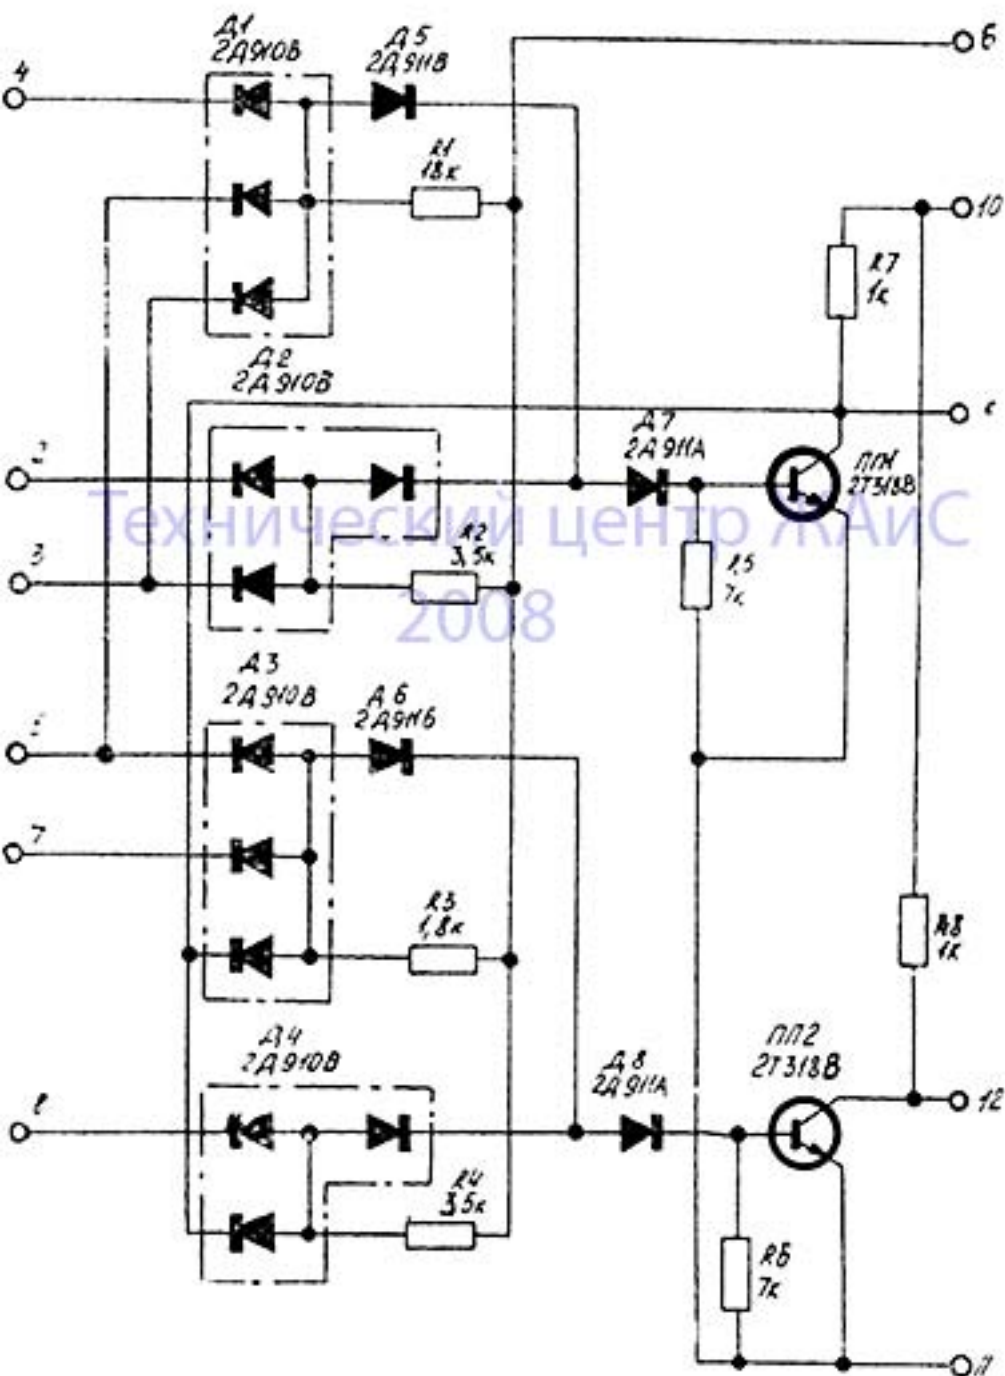 Д1
2Д910В
Д5
2Д911В
6
4
R1
18к
10
R7
1к
Д2
2Д910В
Д7
2Д911А
ПП1
2Т318В
2
Технический центр ЖАиС
2008
R2
3,5к
3
R5
7к
Д3
2Д910В
Д6
2Д911Б
7
R3
1,8к
R8
1к
Д4
2Д910В
Д8
2Д911А
ПП2
2Т318В
12
R4
3,5к
R6
7к